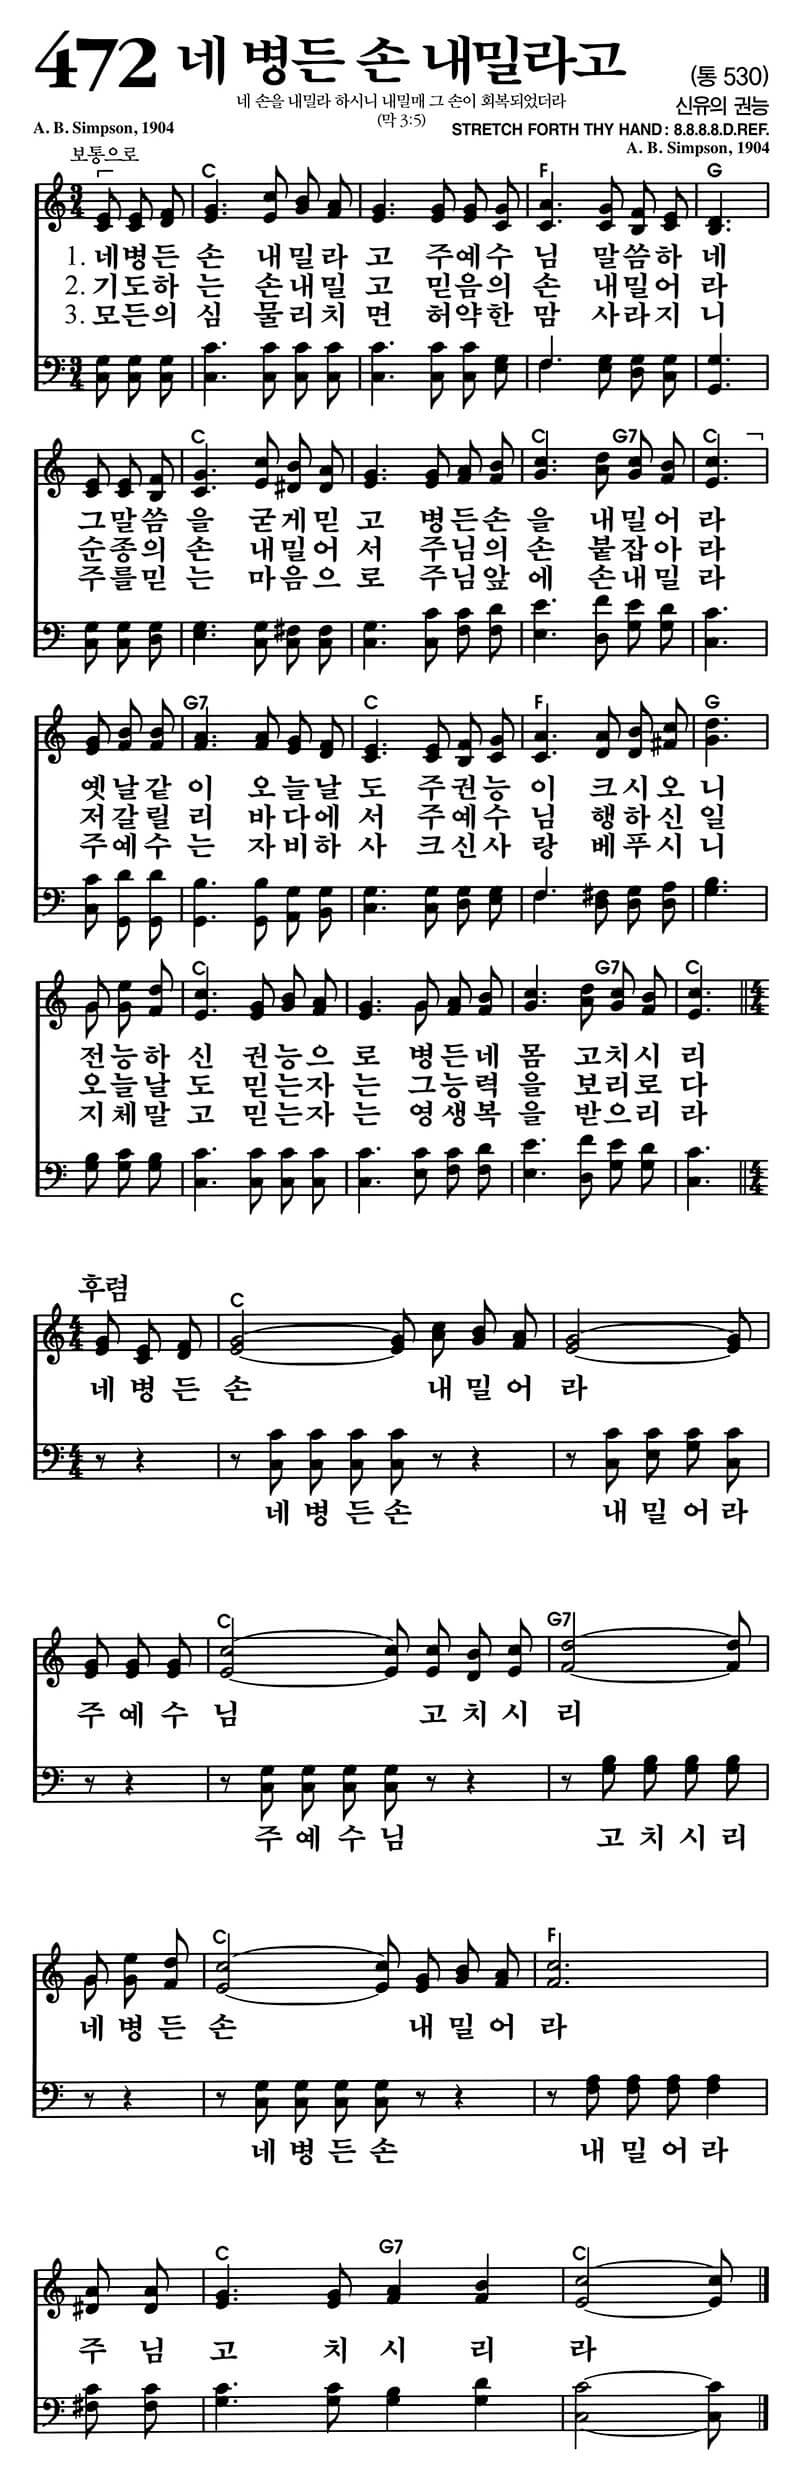 472 네 병든 손 내밀라고
(통 530)
네 손을 내밀라 하시니 내밀매 그 손이 회복되었더라
(막 3:5)
신유의 권능
A. B. Simpson, 1904
STRETCH FORTH THY HAND : 8.8.8.8.D.REF.
A. B. Simpson, 1904
보통으로
C F G
3/4
1. 네병든 손 내밀라 고 주예수 님 말씀하 네
2. 기도하 는 손내밀 고 믿음의 손 내밀어 라
3. 모든의 심 물리치 면 허약한 맘 사라지 니
3/4
C C G7 C
그말씀 을 굳게믿 고 병든손 을 내밀어 라
순종의 손 내밀어 서 주님의 손 붙잡아 라
주를믿 는 마음으 로 주님앞 에 손내밀 라
G7 C F G
옛날같 이 오늘날 도 주권능 이 크시오 니
저갈릴 리 바다에 서 주예수 님 행하신 일
주예수 는 자비하 사 크신사 랑 베푸시 니
C G7 C
4/4
전능하 신 권능으 로 병든네 몸 고치시 리
오늘날 도 믿는자 는 그능력 을 보리로 다
지체말 고 믿는자 는 영생복 을 받으리 라
4/4
후렴
C
4/4
네 병 든 손 내 밀 어 라
4/4
네 병 든 손 내 밀 어 라
C G7
주 예 수 님 고 치 시 리
주 예 수 님 고 치 시 리
C F
네 병 든 손 내 밀 어 라
네 병 든 손 내 밀 어 라
C G7 C
주 님 고 치 시 리 라